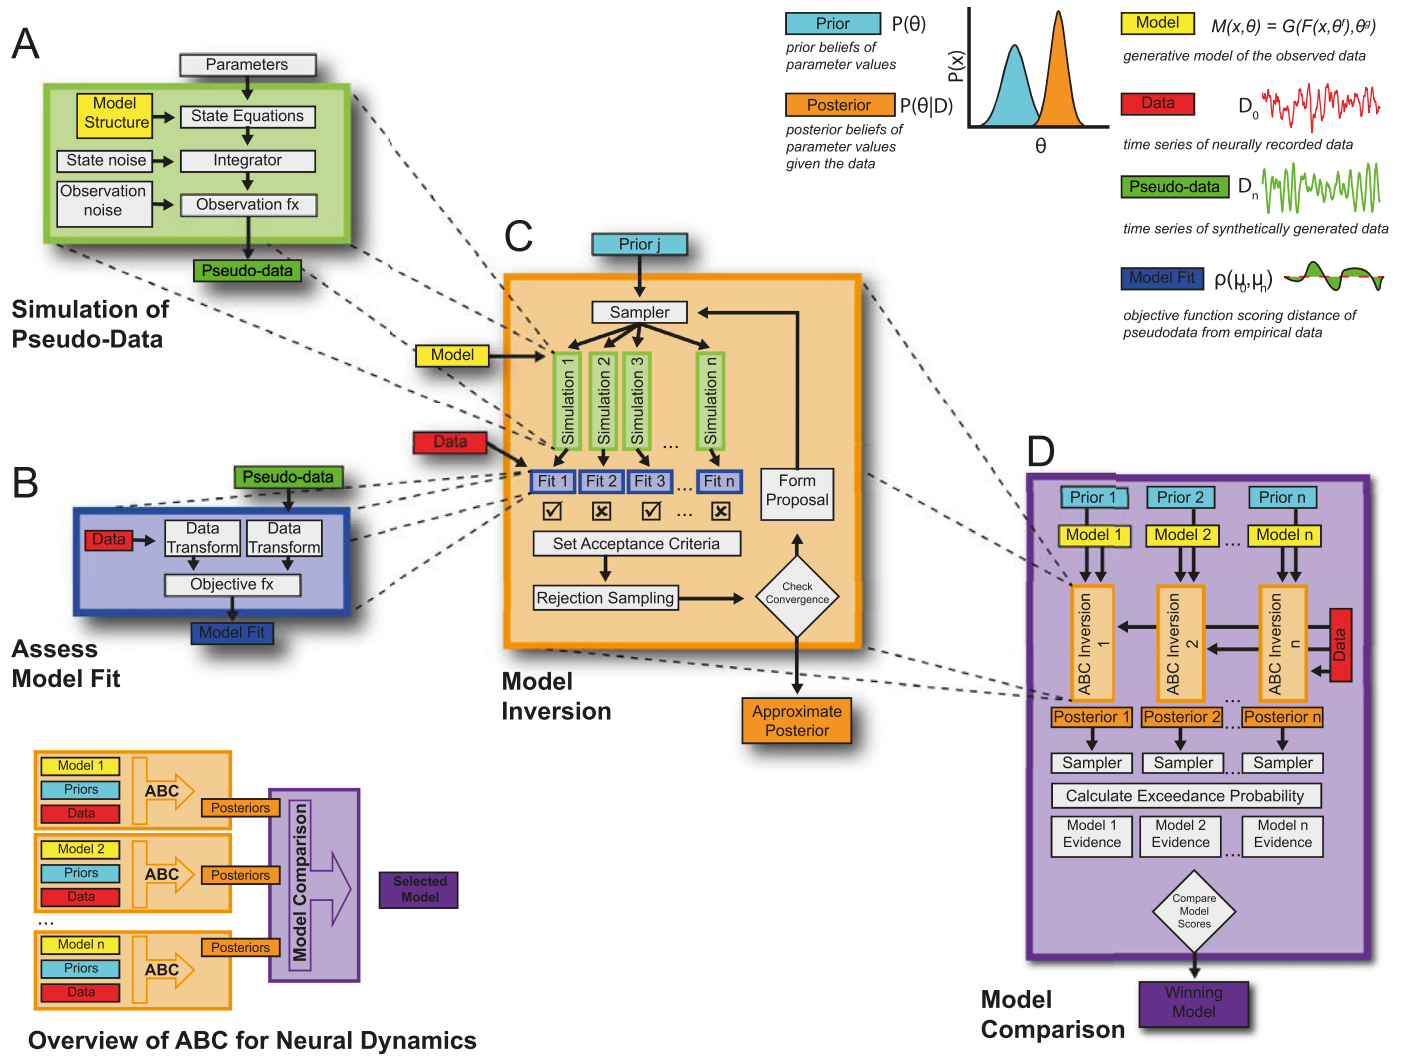 A
Parameters
Model
Structure
State Equations
State noise
Integrator
Observation
noise
Observation fx
Pseudo-data
Simulation of
Pseudo-Data
Prior
P(θ)
prior beliefs of
parameter values
Posterior
P(θ|D)
posterior beliefs of
parameter values
given the data
P(x)
θ
Model
M(x,θ) = G(F(x,θᶠ),θᵍ)
generative model of the observed data
Data
D₀
time series of neurally recorded data
Pseudo-data
Dₙ
time series of synthetically generated data
Model Fit
ρ(μ₀,μₙ)
objective function scoring distance of
pseudodata from empirical data
B
Pseudo-data
Data
Data
Transform
Data
Transform
Objective fx
Model Fit
Assess
Model Fit
C
Prior j
Sampler
Model
Simulation 1
Simulation 2
Simulation 3
...
Simulation n
Data
Fit 1
Fit 2
Fit 3
...
Fit n
...
Form
Proposal
Set Acceptance Criteria
Rejection Sampling
Check
Convergence
Model
Inversion
Approximate
Posterior
D
Prior 1
Prior 2
Prior n
Model 1
Model 2
...
Model n
ABC Inversion
1
ABC Inversion
2
ABC Inversion
n
Data
...
Posterior 1
Posterior 2
Posterior n
Sampler
Sampler
...
Sampler
Calculate Exceedance Probability
Model 1
Evidence
Model 2
Evidence
...
Model n
Evidence
Compare
Model
Scores
Winning
Model
Model
Comparison
Model 1
Priors
Data
ABC
Posteriors
Model 2
Priors
Data
ABC
Posteriors
...
Model n
Priors
Data
ABC
Posteriors
Model Comparison
Selected
Model
Overview of ABC for Neural Dynamics